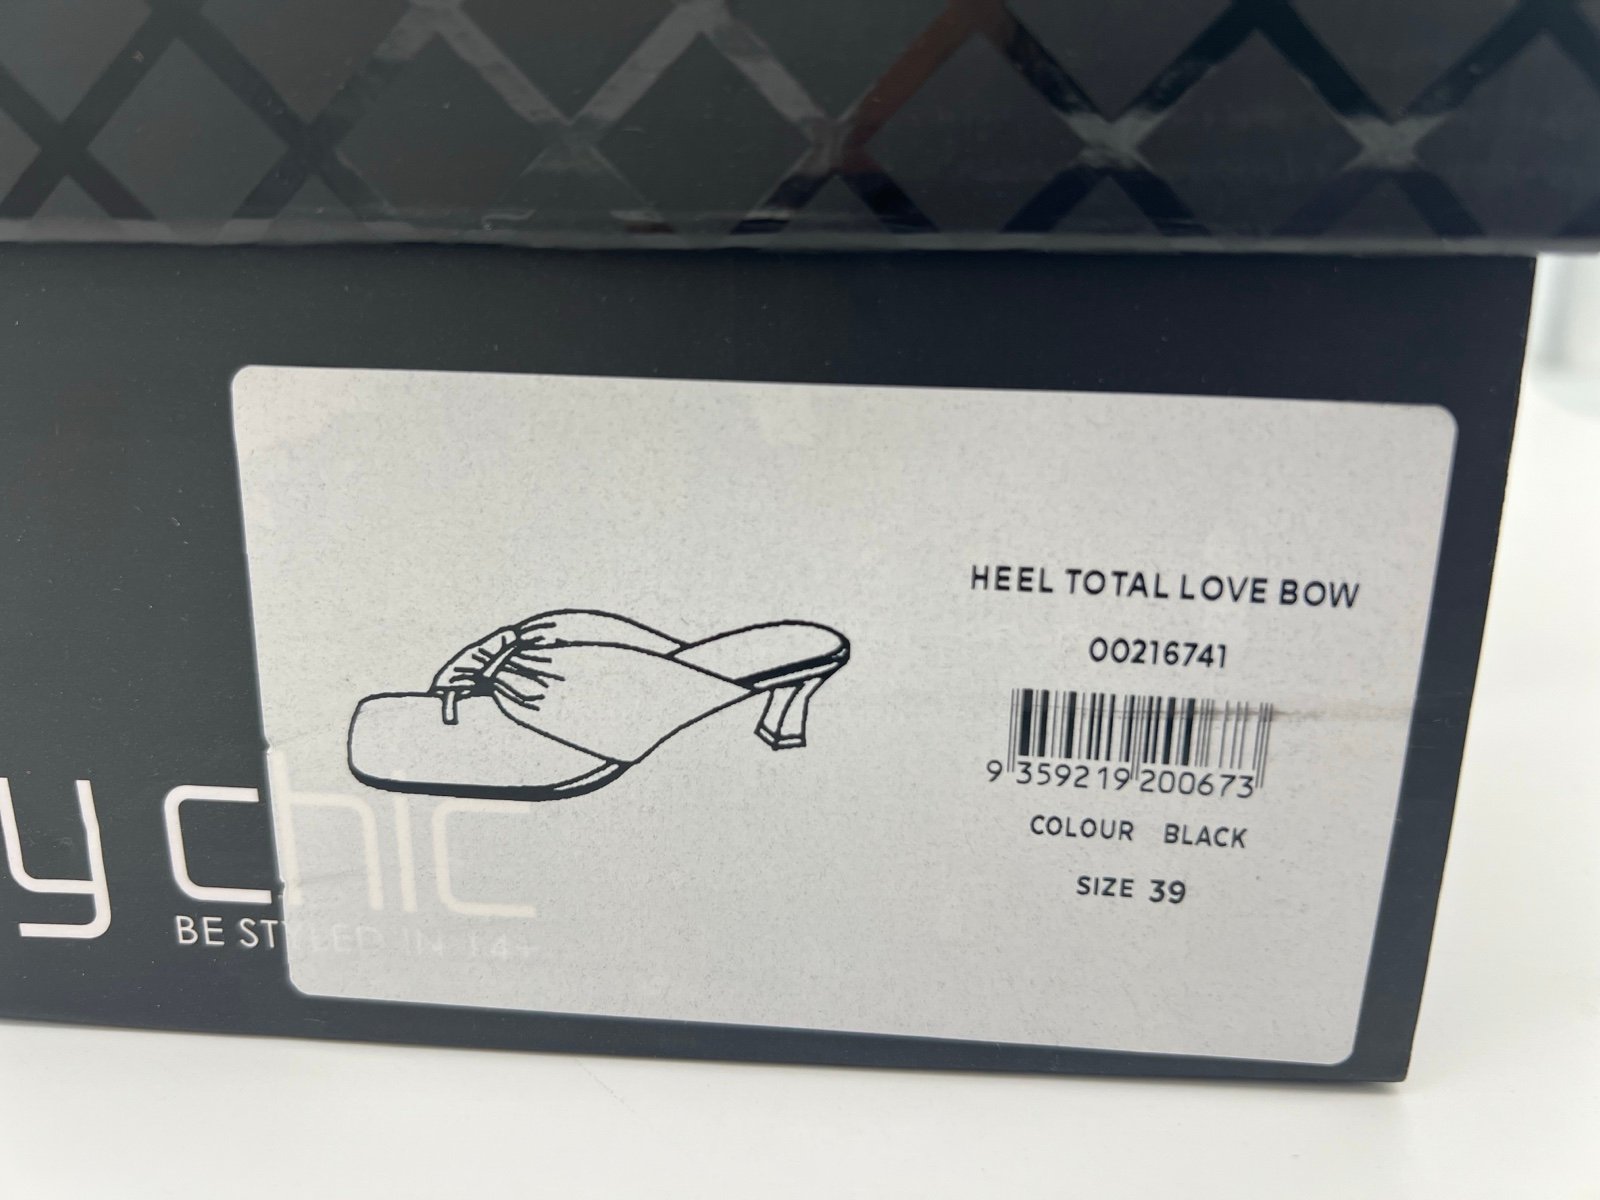 HEEL TOTAL LOVE BOW
00216741
9 359219 200673
COLOUR BLACK
SIZE 39
y chic
BE STYLED IN 14+